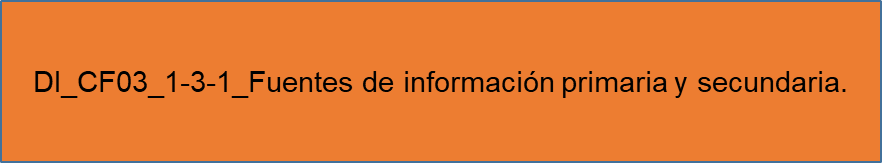 DI_CF03_1-3-1_Fuentes de información primaria y secundaria.